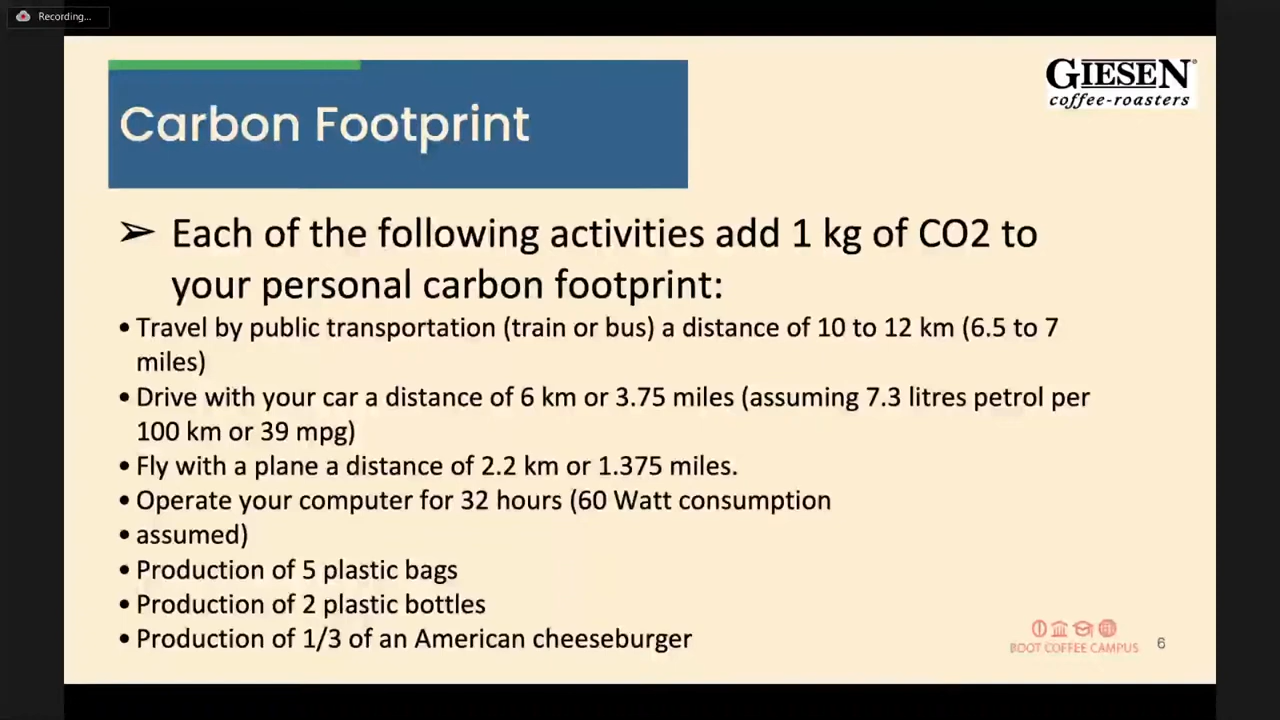 Recording...
GIESEN
coffee-roasters
Carbon Footprint
➢ Each of the following activities add 1 kg of CO2 to
your personal carbon footprint:
• Travel by public transportation (train or bus) a distance of 10 to 12 km (6.5 to 7
miles)
• Drive with your car a distance of 6 km or 3.75 miles (assuming 7.3 litres petrol per
100 km or 39 mpg)
• Fly with a plane a distance of 2.2 km or 1.375 miles.
• Operate your computer for 32 hours (60 Watt consumption
• assumed)
• Production of 5 plastic bags
• Production of 2 plastic bottles
• Production of 1/3 of an American cheeseburger
BOOT COFFEE CAMPUS
6